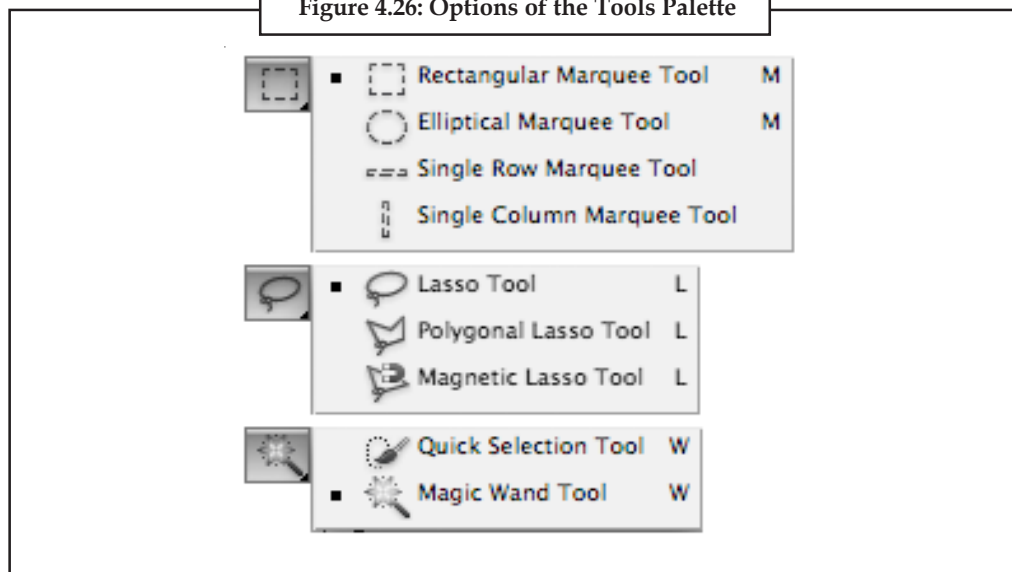 Figure 4.26: Options of the Tools Palette
Rectangular Marquee Tool M
Elliptical Marquee Tool M
Single Row Marquee Tool
Single Column Marquee Tool
Lasso Tool L
Polygonal Lasso Tool L
Magnetic Lasso Tool L
Quick Selection Tool W
Magic Wand Tool W